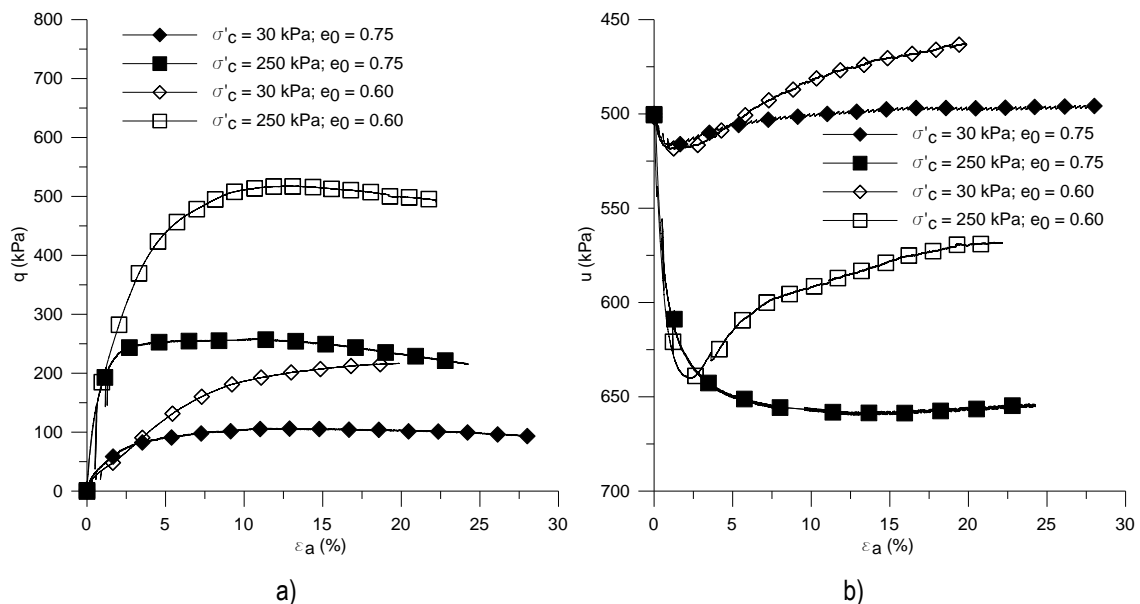 800
700
600
500
400
300
200
100
0
q (kPa)
σ'c = 30 kPa; e0 = 0.75
σ'c = 250 kPa; e0 = 0.75
σ'c = 30 kPa; e0 = 0.60
σ'c = 250 kPa; e0 = 0.60
0 5 10 15 20 25 30
εa (%)
a)
450
500
550
600
650
700
u (kPa)
σ'c = 30 kPa; e0 = 0.75
σ'c = 250 kPa; e0 = 0.75
σ'c = 30 kPa; e0 = 0.60
σ'c = 250 kPa; e0 = 0.60
0 5 10 15 20 25 30
εa (%)
b)